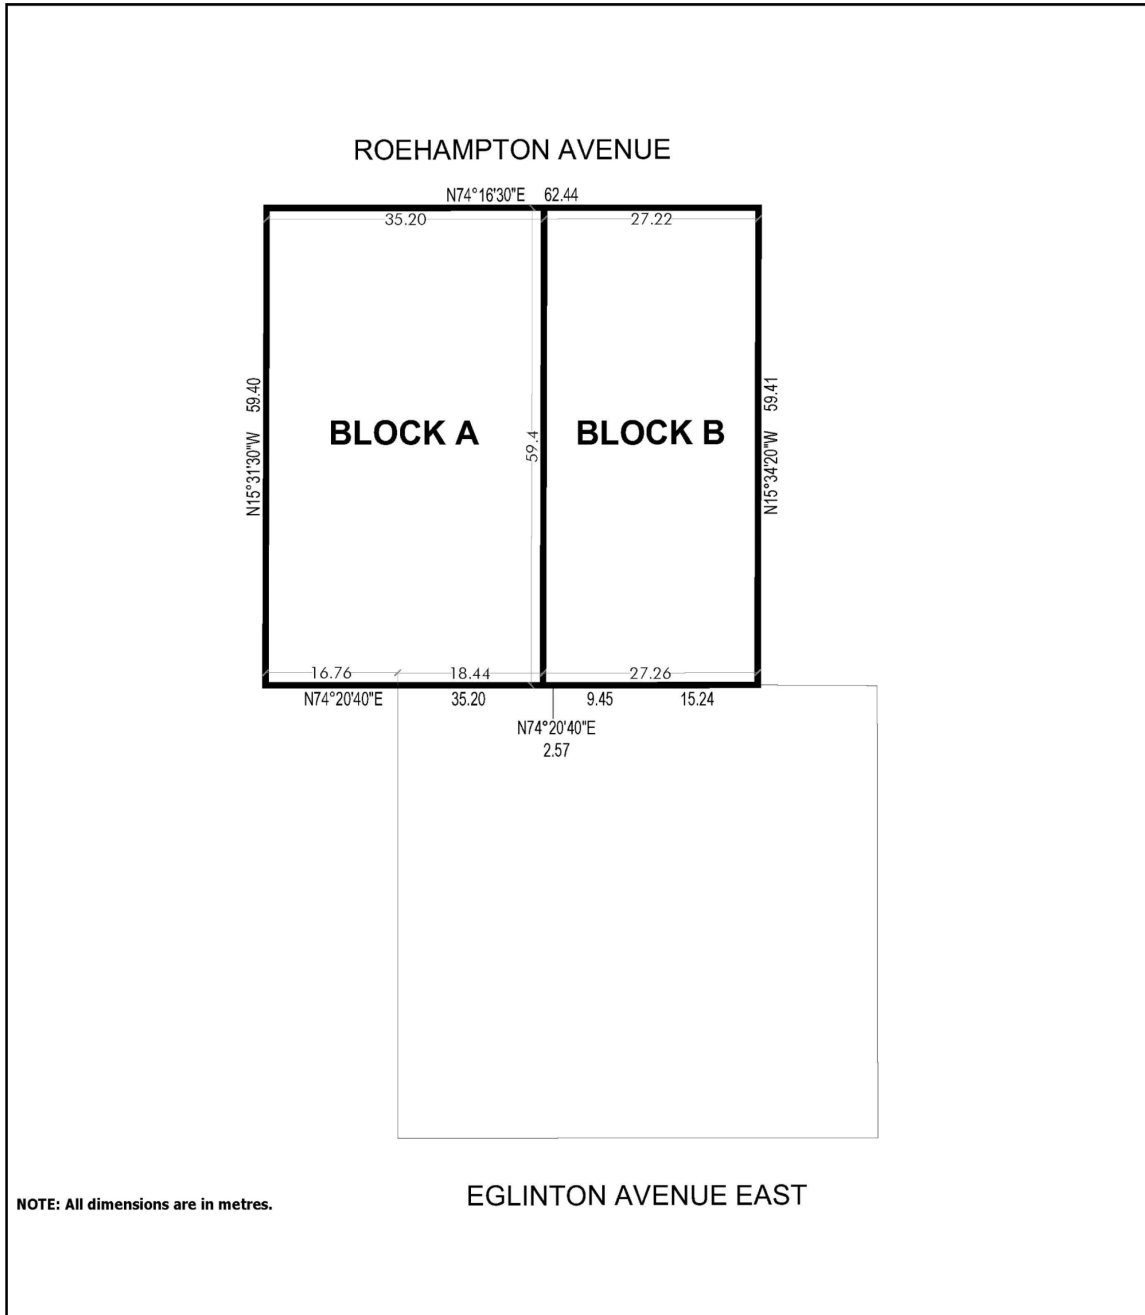 ROEHAMPTON AVENUE
N74°16'30"E 62.44
35.20 27.22
N15°31'30"W 59.40
BLOCK A
59.4
BLOCK B
N15°34'20"W 59.41
16.76 18.44 27.26
N74°20'40"E 35.20 9.45 15.24
N74°20'40"E
2.57
NOTE: All dimensions are in metres.
EGLINTON AVENUE EAST